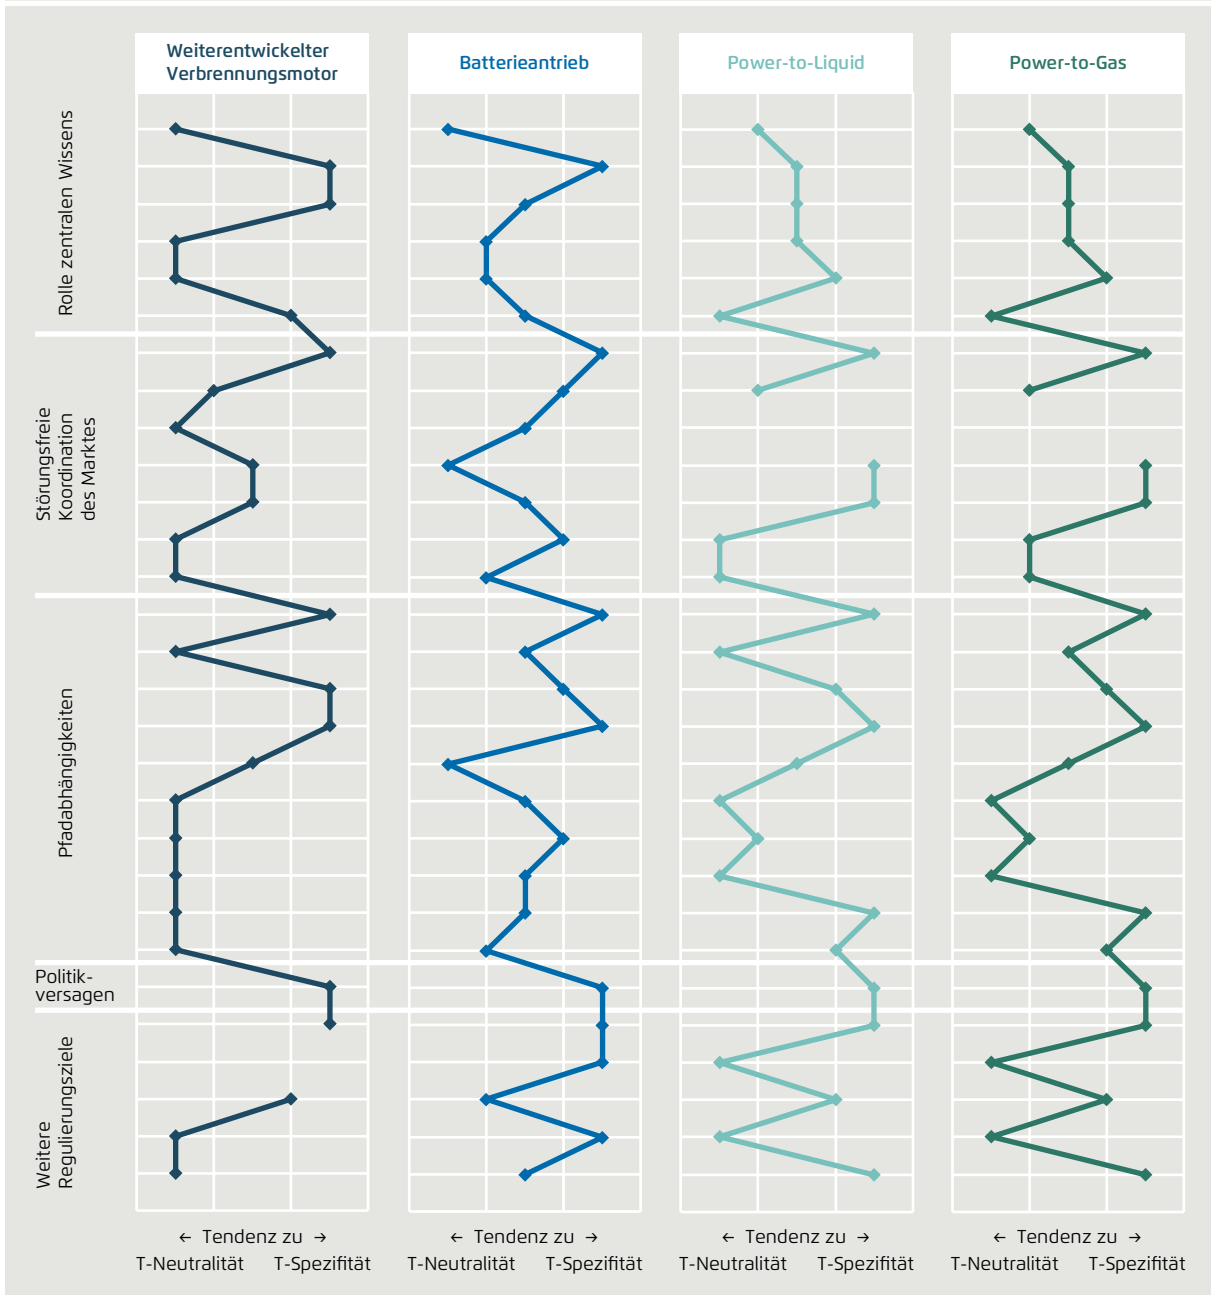 Weiterentwickelter
Verbrennungsmotor
Batterieantrieb
Power-to-Liquid
Power-to-Gas
Rolle zentralen Wissens
Störungsfreie
Koordination
des Marktes
Pfadabhängigkeiten
Politik-
versagen
Weitere
Regulierungsziele
← Tendenz zu →
T-Neutralität T-Spezifität
← Tendenz zu →
T-Neutralität T-Spezifität
← Tendenz zu →
T-Neutralität T-Spezifität
← Tendenz zu →
T-Neutralität T-Spezifität